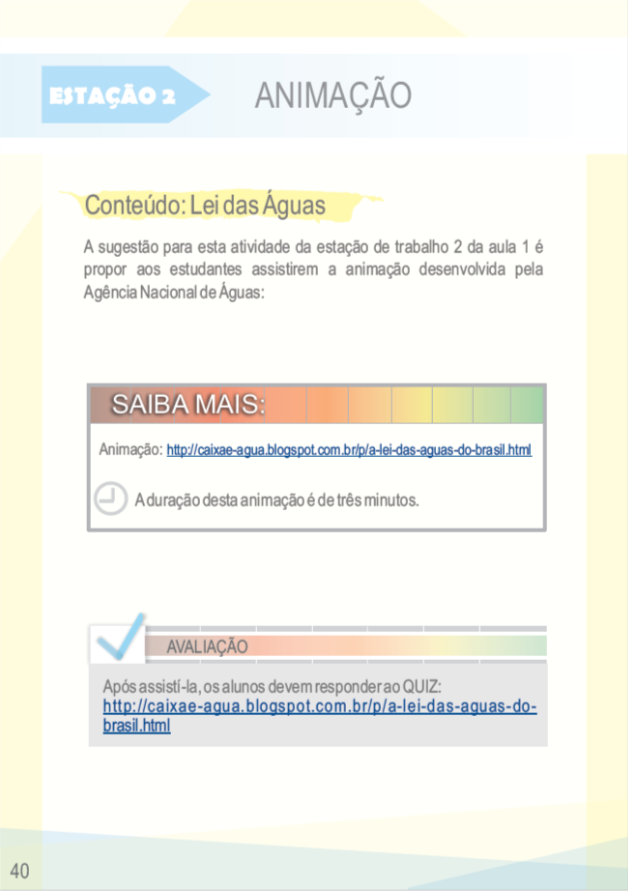 ESTAÇÃO 2
ANIMAÇÃO
Conteúdo: Lei das Águas
A sugestão para esta atividade da estação de trabalho 2 da aula 1 é
propor aos estudantes assistirem a animação desenvolvida pela
Agência Nacional de Águas:
SAIBA MAIS:
Animação: http://caixae-agua.blogspot.com.br/p/a-lei-das-aguas-do-brasil.html
A duração desta animação é de três minutos.
AVALIAÇÃO
Após assistí-la, os alunos devem responder ao QUIZ:
http://caixae-agua.blogspot.com.br/p/a-lei-das-aguas-do-
brasil.html
40